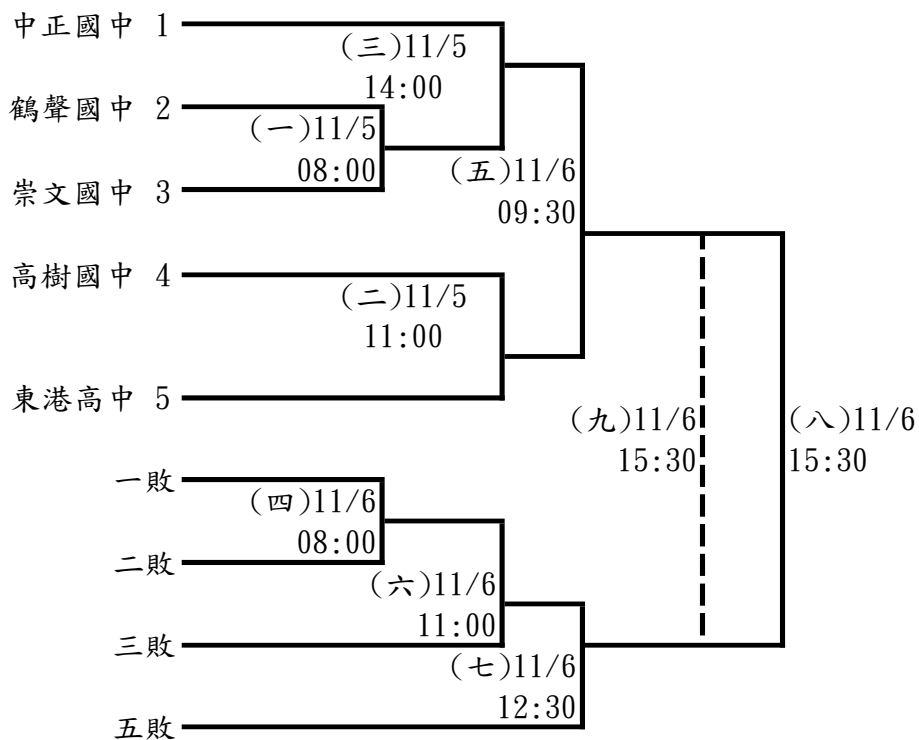 中正國中 1
(三)11/5
14:00
鶴聲國中 2
(一)11/5
08:00
崇文國中 3
(五)11/6
09:30
高樹國中 4
(二)11/5
11:00
東港高中 5
(九)11/6
15:30
(八)11/6
15:30
一敗
(四)11/6
08:00
二敗
(六)11/6
11:00
三敗
(七)11/6
12:30
五敗